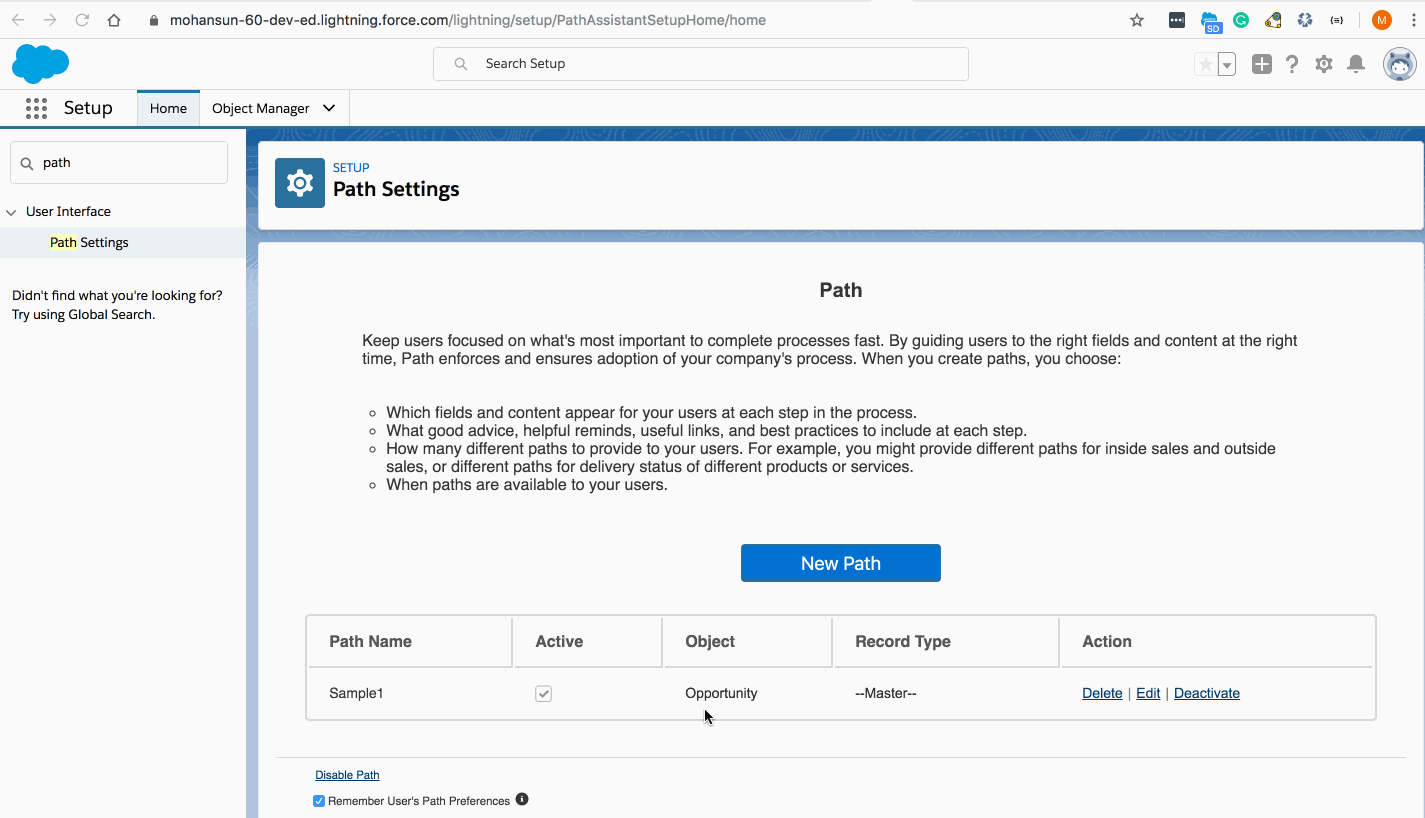 mohansun-60-dev-ed.lightning.force.com/lightning/setup/PathAssistantSetupHome/home
SD
M
Search Setup
Setup
Home
Object Manager
path
User Interface
Path Settings
Didn't find what you're looking for?
Try using Global Search.
SETUP
Path Settings
Path
Keep users focused on what's most important to complete processes fast. By guiding users to the right fields and content at the right
time, Path enforces and ensures adoption of your company's process. When you create paths, you choose:
Which fields and content appear for your users at each step in the process.
What good advice, helpful reminds, useful links, and best practices to include at each step.
How many different paths to provide to your users. For example, you might provide different paths for inside sales and outside
sales, or different paths for delivery status of different products or services.
When paths are available to your users.
New Path
Path Name Active Object Record Type Action
Sample1 Opportunity --Master-- Delete | Edit | Deactivate
Disable Path
Remember User's Path Preferences